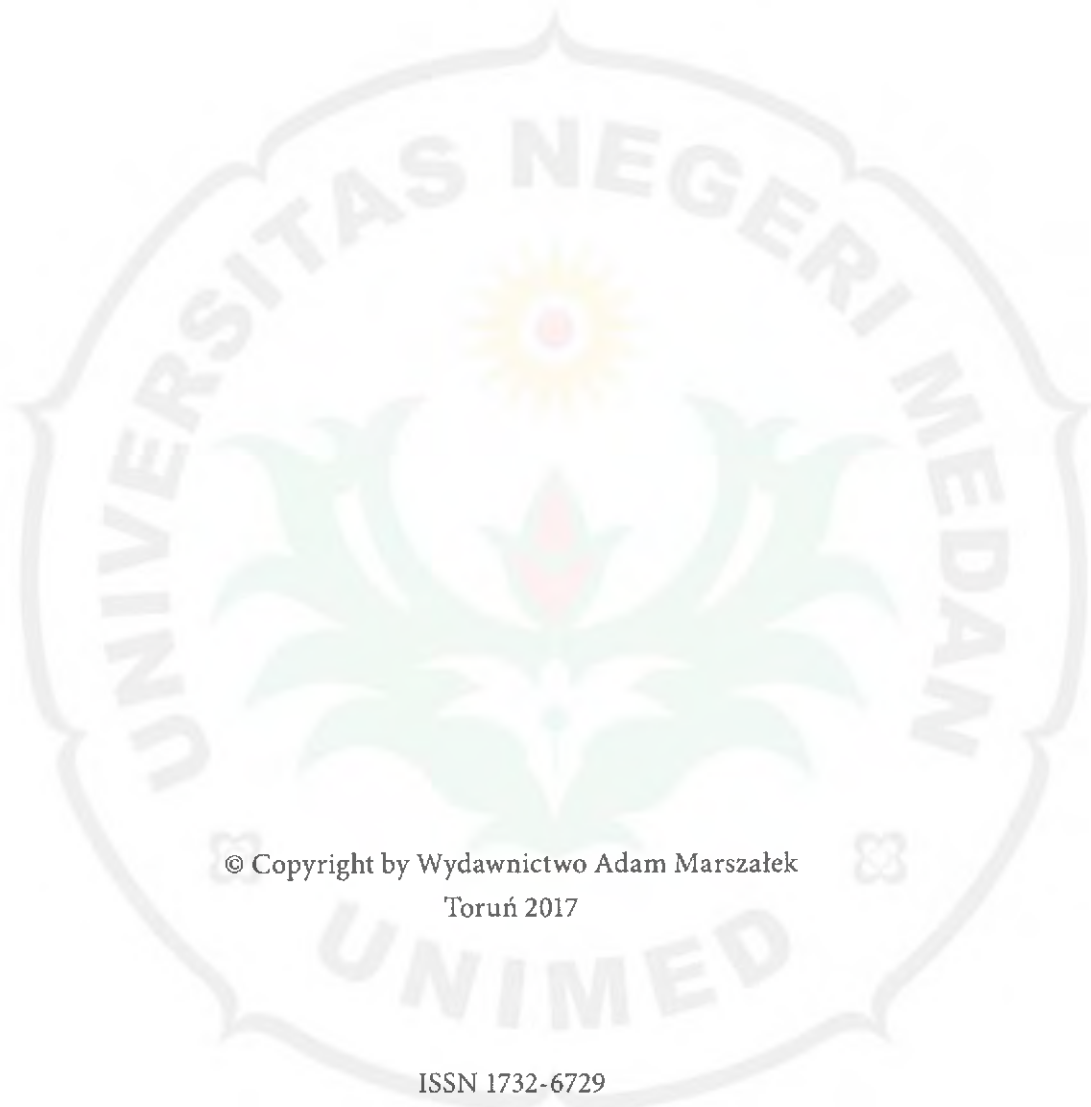 UNIVERSITAS NEGERI MEDAN
© Copyright by Wydawnictwo Adam Marszałek
Toruń 2017
UNIMED
ISSN 1732-6729